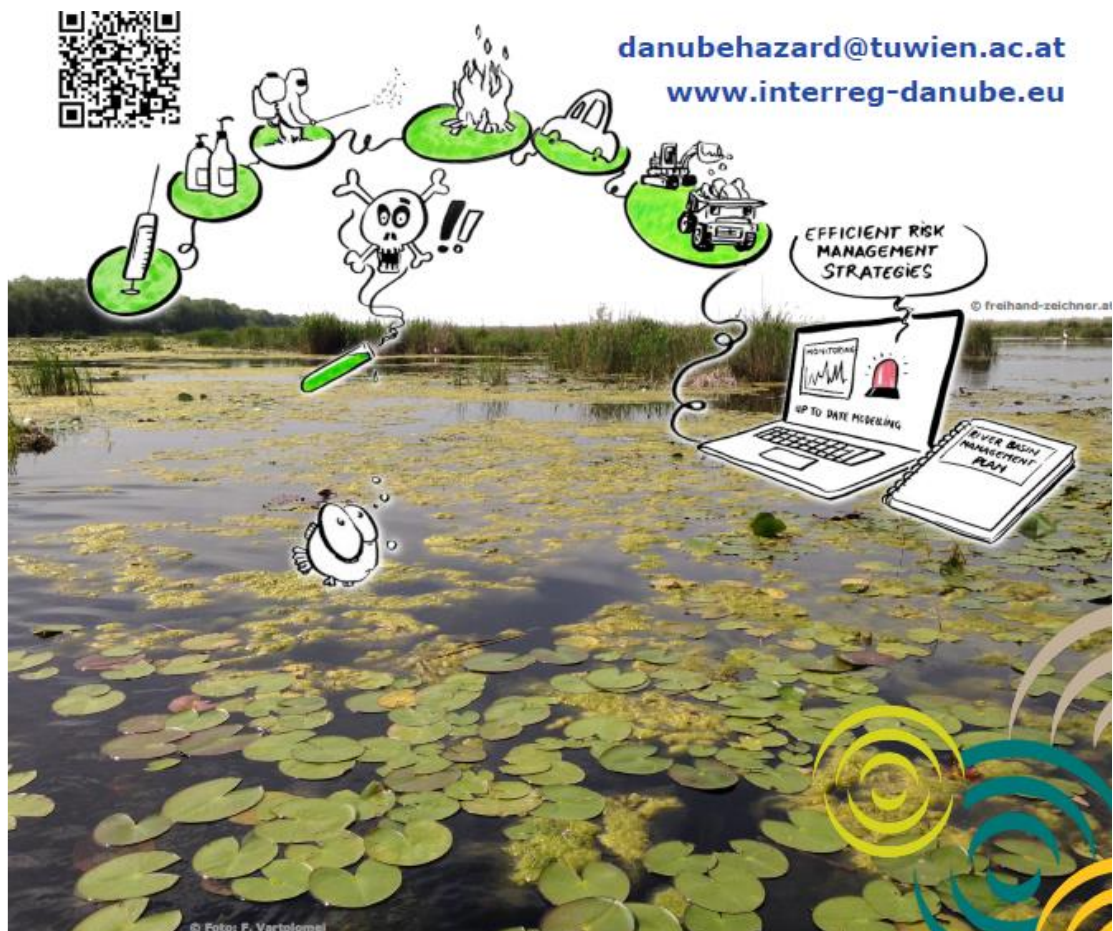 danubehazard@tuwien.ac.at
www.interreg-danube.eu
EFFICIENT RISK
MANAGEMENT
STRATEGIES
© freihand-zeichner.at
MONITORING
UP TO DATE MODELLING
RIVER BASIN
MANAGEMENT
PLAN
© Foto: F. Vartolomei